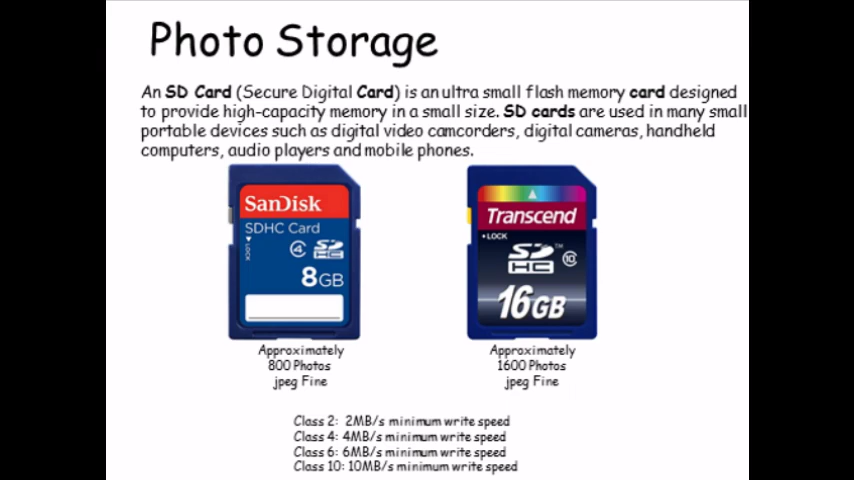 Photo Storage
An SD Card (Secure Digital Card) is an ultra small flash memory card designed
to provide high-capacity memory in a small size. SD cards are used in many small
portable devices such as digital video camcorders, digital cameras, handheld
computers, audio players and mobile phones.
SanDisk
SDHC Card
LOCK
4
SD HC
8GB
Transcend
LOCK
SD HC ™
10
16GB
Approximately
800 Photos
jpeg Fine
Approximately
1600 Photos
jpeg Fine
Class 2: 2MB/s minimum write speed
Class 4: 4MB/s minimum write speed
Class 6: 6MB/s minimum write speed
Class 10: 10MB/s minimum write speed